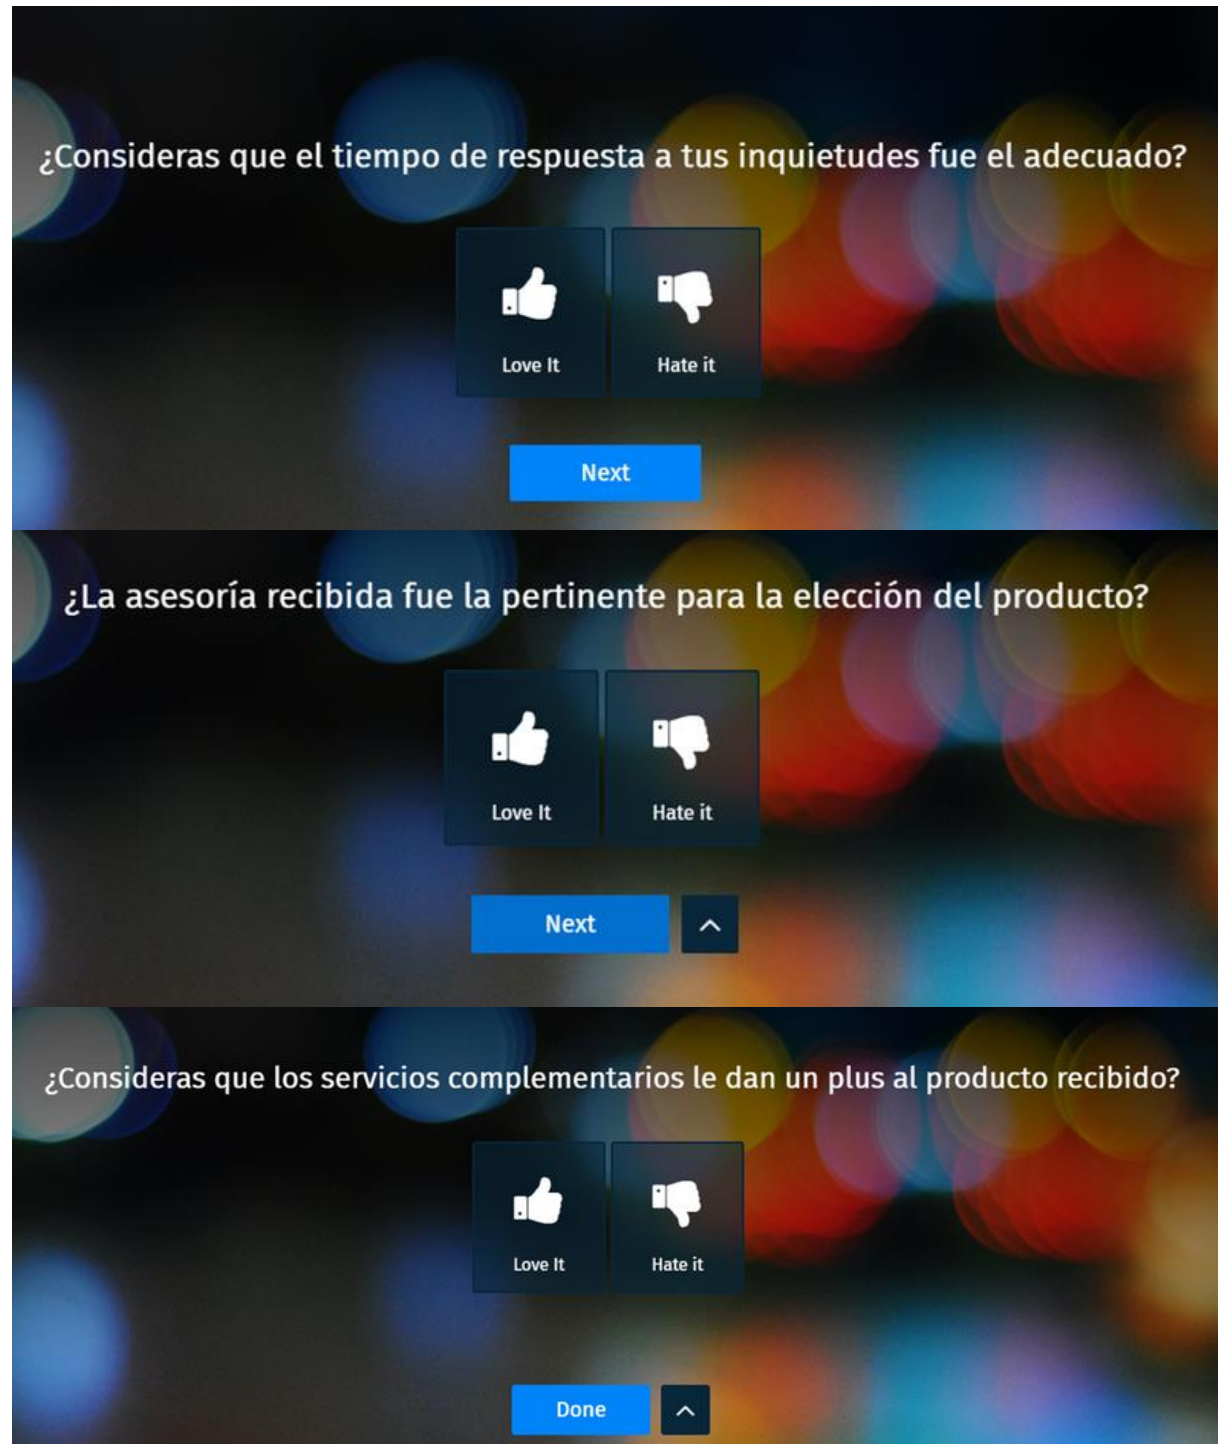 ¿Consideras que el tiempo de respuesta a tus inquietudes fue el adecuado?
Love It
Hate it
Next
¿La asesoría recibida fue la pertinente para la elección del producto?
Love It
Hate it
Next
¿Consideras que los servicios complementarios le dan un plus al producto recibido?
Love It
Hate it
Done